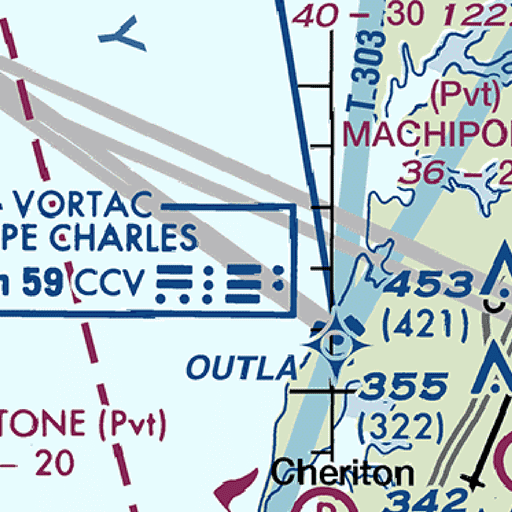 40 - 30 122
T 303
(Pvt)
MACHIPO
36 - 2
VORTAC
PE CHARLES
59 CCV
453
(421)
OUTLA
355
(322)
TONE (Pvt)
- 20
Cheriton
342
P
R